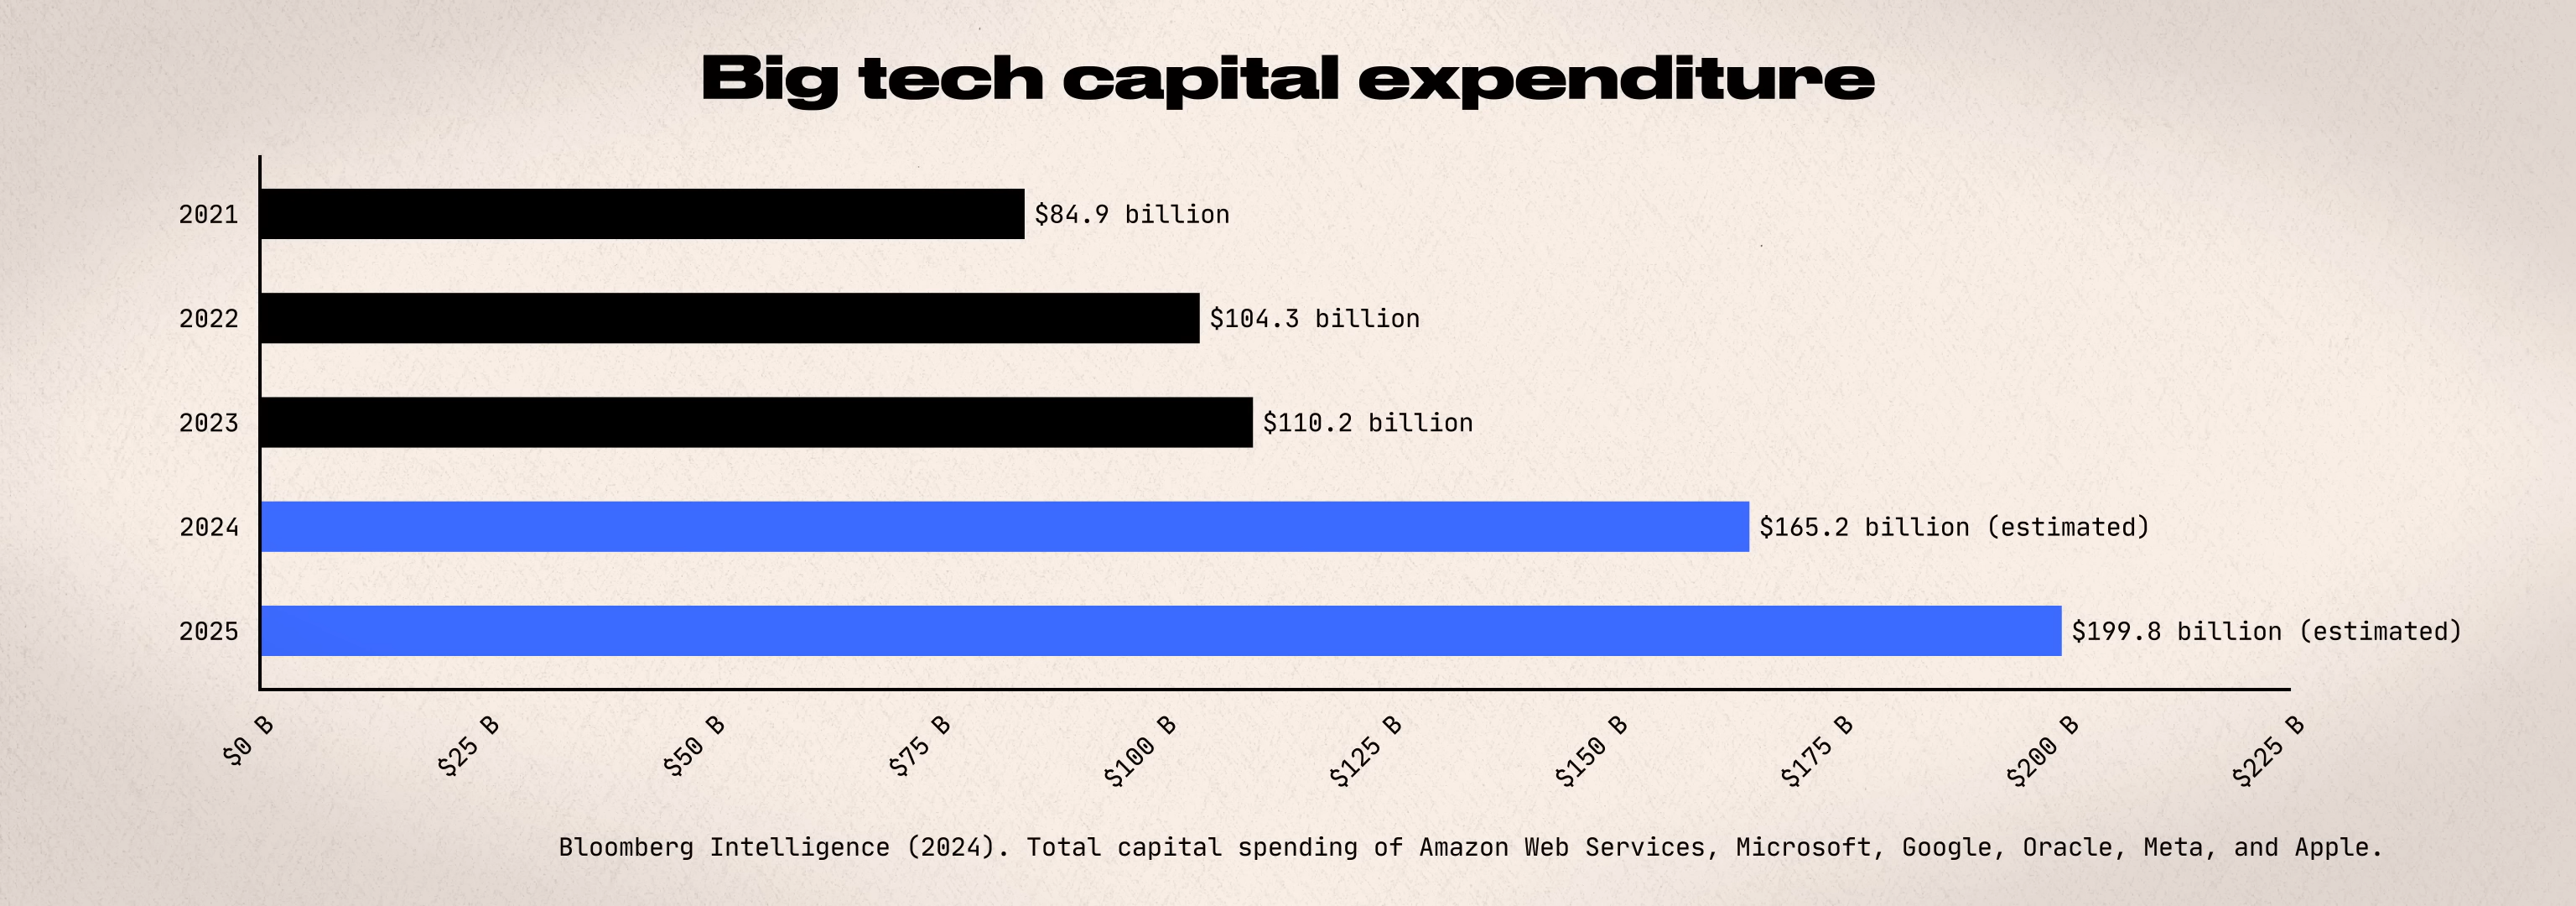 Big tech capital expenditure
2021 $84.9 billion
2022 $104.3 billion
2023 $110.2 billion
2024 $165.2 billion (estimated)
2025 $199.8 billion (estimated)
$0 B $25 B $50 B $75 B $100 B $125 B $150 B $175 B $200 B $225 B
Bloomberg Intelligence (2024). Total capital spending of Amazon Web Services, Microsoft, Google, Oracle, Meta, and Apple.